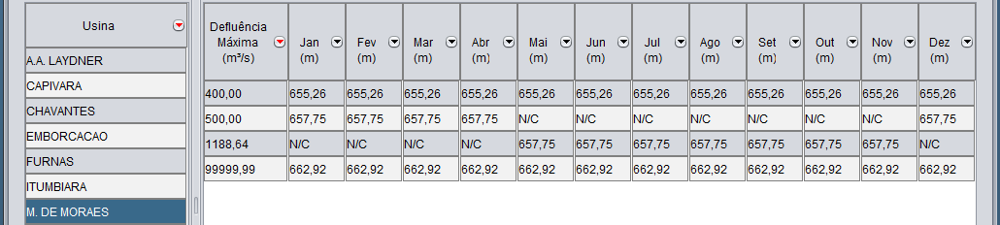 Usina
Defluência
Máxima
(m³/s)
Jan
(m)
Fev
(m)
Mar
(m)
Abr
(m)
Mai
(m)
Jun
(m)
Jul
(m)
Ago
(m)
Set
(m)
Out
(m)
Nov
(m)
Dez
(m)
A.A. LAYDNER
CAPIVARA
CHAVANTES
EMBORCACAO
FURNAS
ITUMBIARA
M. DE MORAES
400,00 655,26 655,26 655,26 655,26 655,26 655,26 655,26 655,26 655,26 655,26 655,26 655,26
500,00 657,75 657,75 657,75 657,75 N/C N/C N/C N/C N/C N/C N/C 657,75
1188,64 N/C N/C N/C N/C 657,75 657,75 657,75 657,75 657,75 657,75 657,75 N/C
99999,99 662,92 662,92 662,92 662,92 662,92 662,92 662,92 662,92 662,92 662,92 662,92 662,92